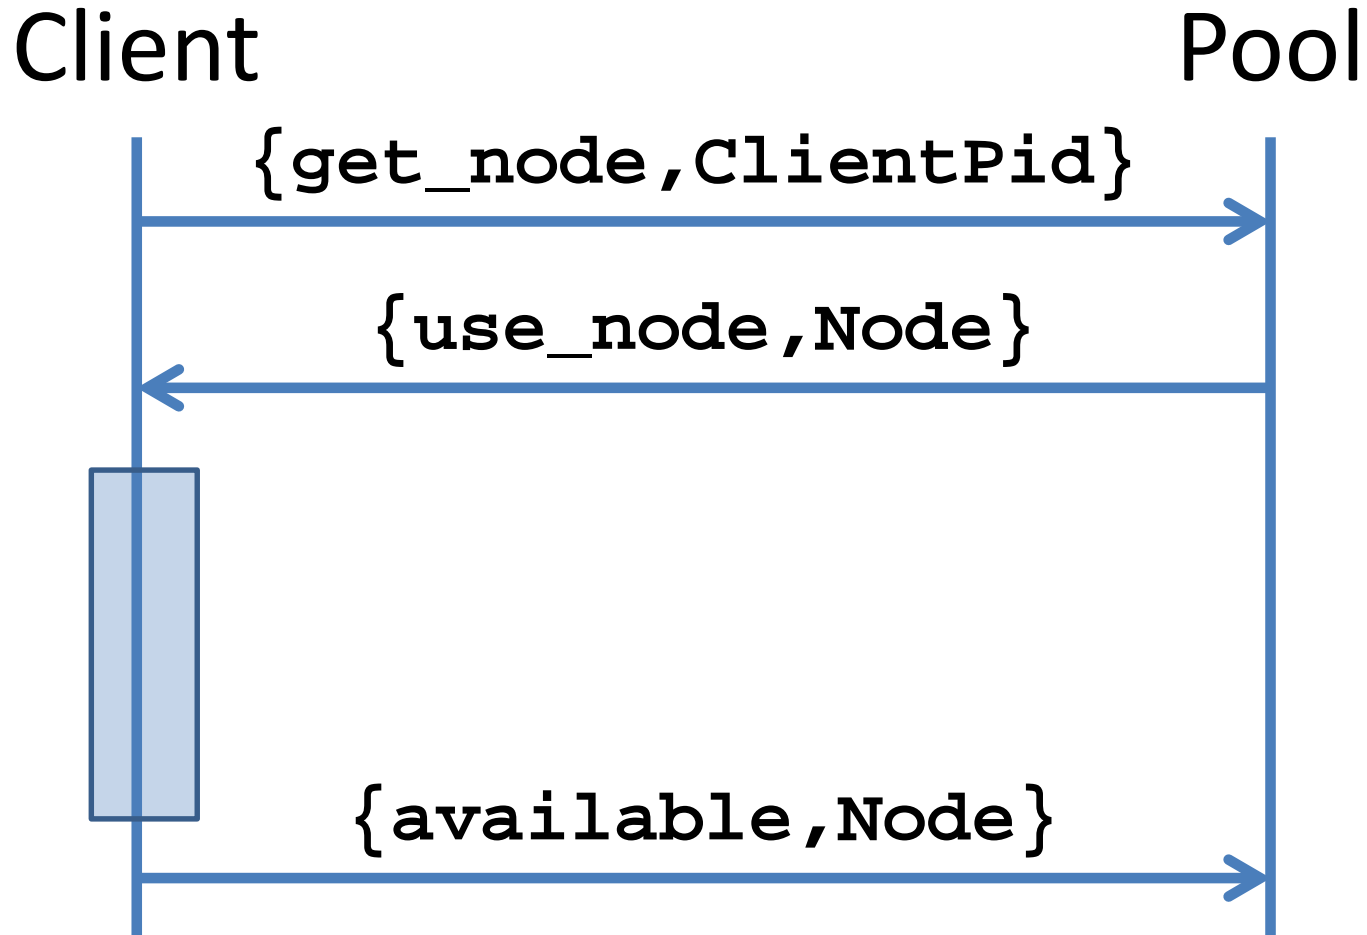 Client
Pool
{get_node,ClientPid}
{use_node,Node}
{available,Node}